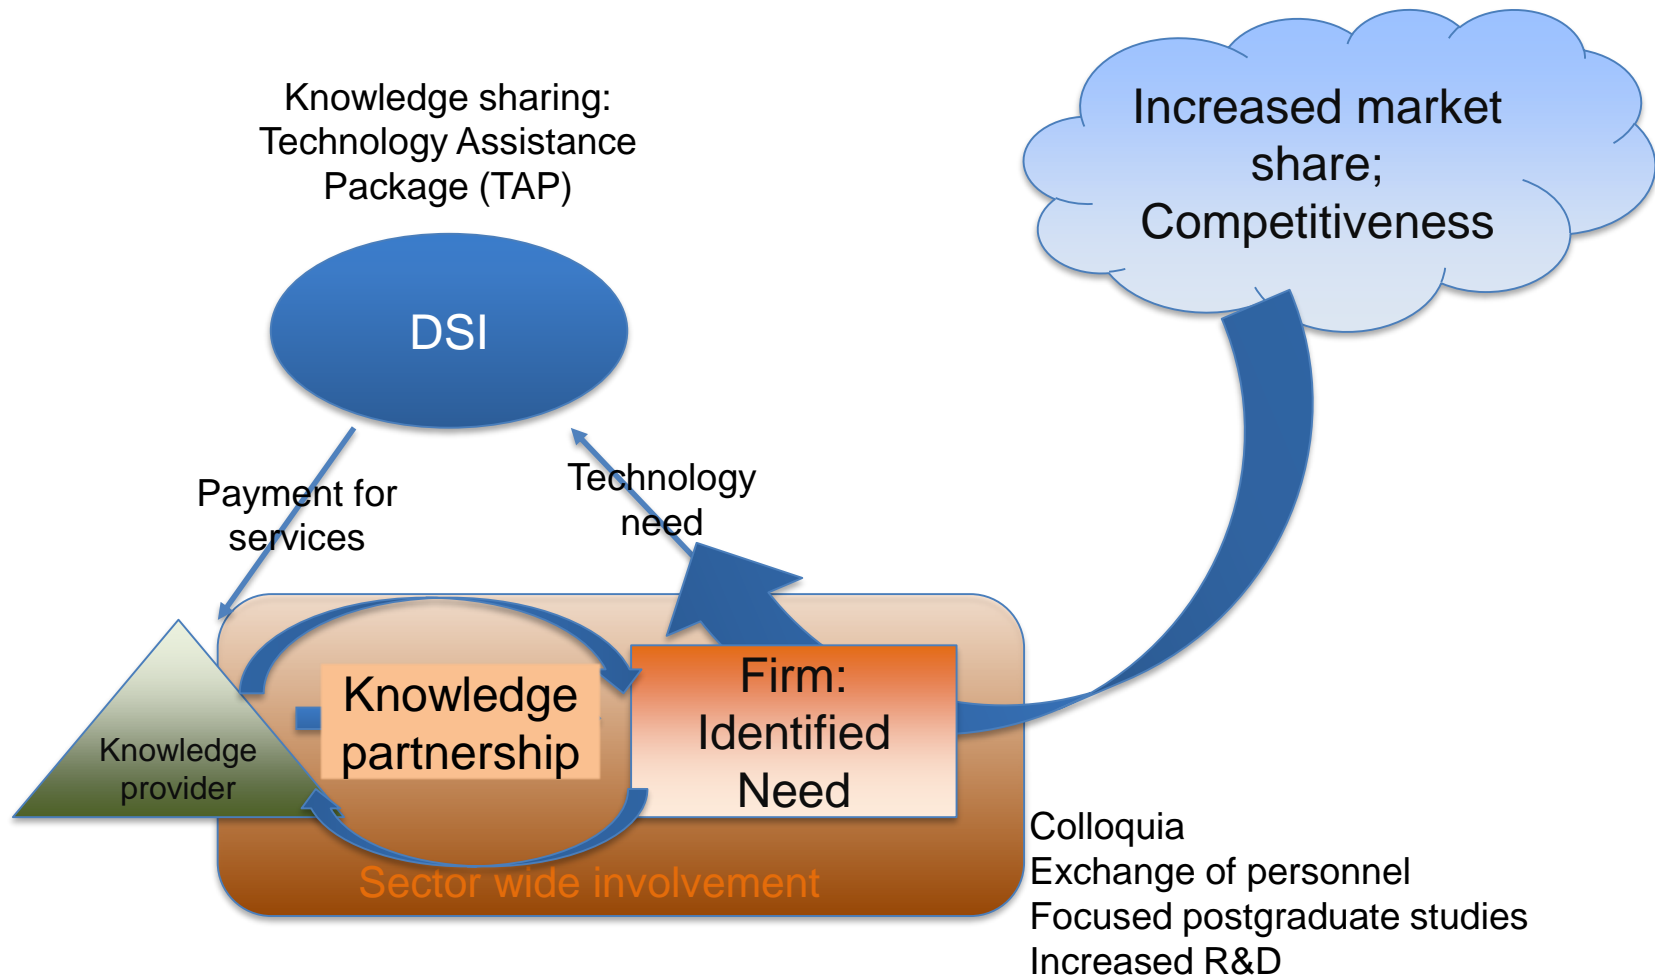 Knowledge sharing:
Technology Assistance
Package (TAP)
Increased market
share;
Competitiveness
DSI
Payment for
services
Technology
need
Knowledge
provider
Knowledge
partnership
Firm:
Identified
Need
Sector wide involvement
Colloquia
Exchange of personnel
Focused postgraduate studies
Increased R&D